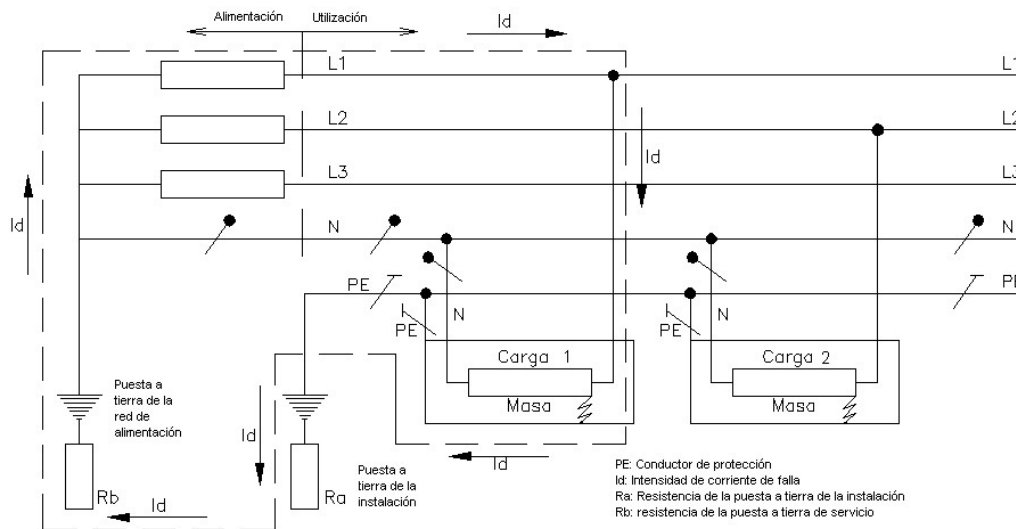 Alimentación Utilización
Id
L1 L1
L2 L2
Id
L3 L3
Id
N N
PE PE
PE N PE N
Carga 1 Carga 2
Masa Masa
Puesta a
tierra de la
red de
alimentación
Id
Id
Puesta a
tierra de la
instalación
Rb Ra
Id
PE: Conductor de protección
Id: Intensidad de corriente de falla
Ra: Resistencia de la puesta a tierra de la instalación
Rb: resistencia de la puesta a tierra de servicio